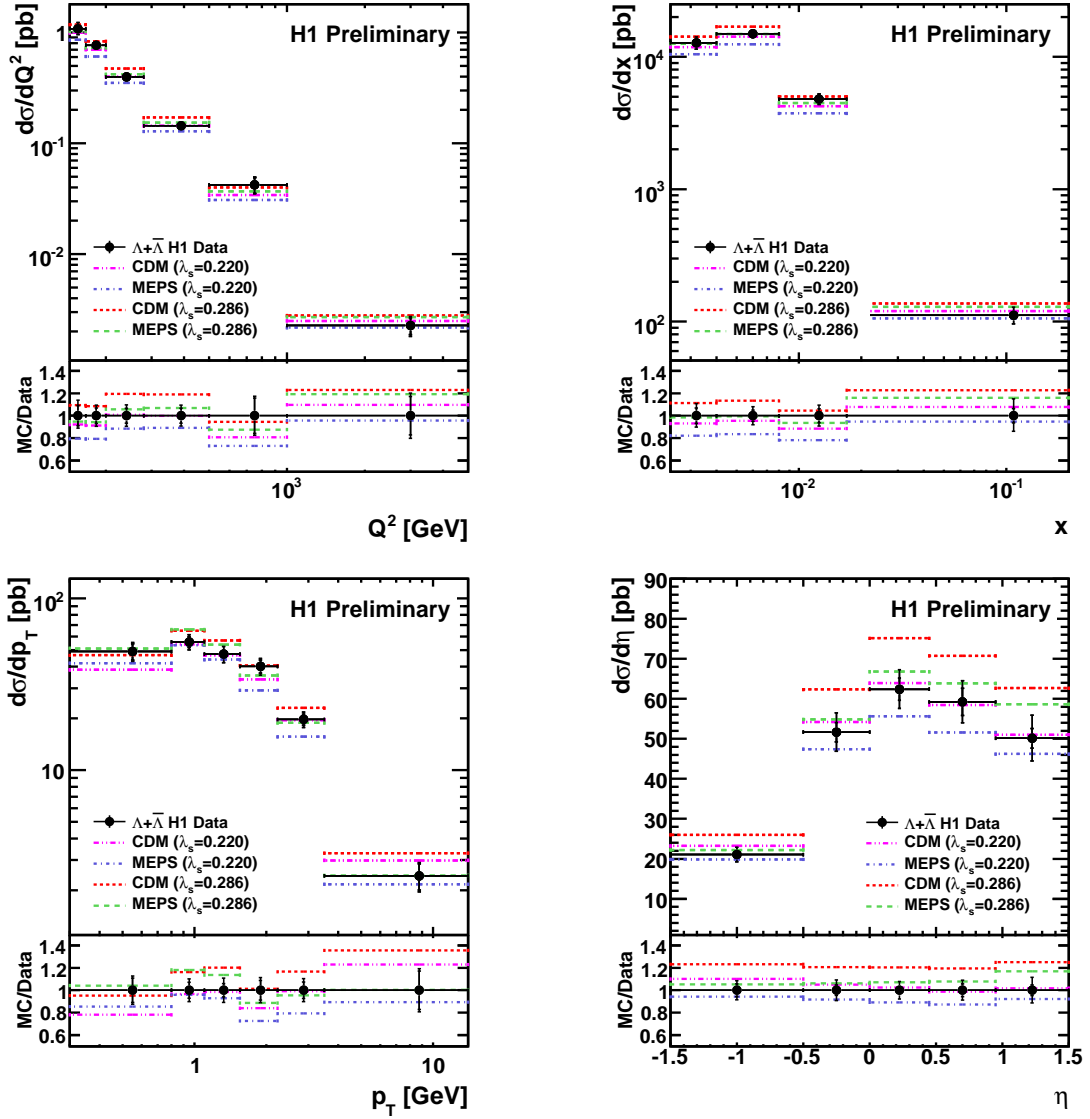 dσ/dQ² [pb]
H1 Preliminary
1
10⁻¹
10⁻²
Λ+Λ̅ H1 Data
CDM (λₛ=0.220)
MEPS (λₛ=0.220)
CDM (λₛ=0.286)
MEPS (λₛ=0.286)
MC/Data
1.4
1.2
1
0.8
0.6
10³
Q² [GeV]
dσ/dx [pb]
H1 Preliminary
10⁴
10³
10²
Λ+Λ̅ H1 Data
CDM (λₛ=0.220)
MEPS (λₛ=0.220)
CDM (λₛ=0.286)
MEPS (λₛ=0.286)
MC/Data
1.4
1.2
1
0.8
0.6
10⁻² 10⁻¹
x
dσ/dp_T [pb]
H1 Preliminary
10²
10
Λ+Λ̅ H1 Data
CDM (λₛ=0.220)
MEPS (λₛ=0.220)
CDM (λₛ=0.286)
MEPS (λₛ=0.286)
MC/Data
1.4
1.2
1
0.8
0.6
1 10
p_T [GeV]
dσ/dη [pb]
H1 Preliminary
90
80
70
60
50
40
30
20
10
0
Λ+Λ̅ H1 Data
CDM (λₛ=0.220)
MEPS (λₛ=0.220)
CDM (λₛ=0.286)
MEPS (λₛ=0.286)
MC/Data
1.4
1.2
1
0.8
0.6
-1.5 -1 -0.5 0 0.5 1 1.5
η